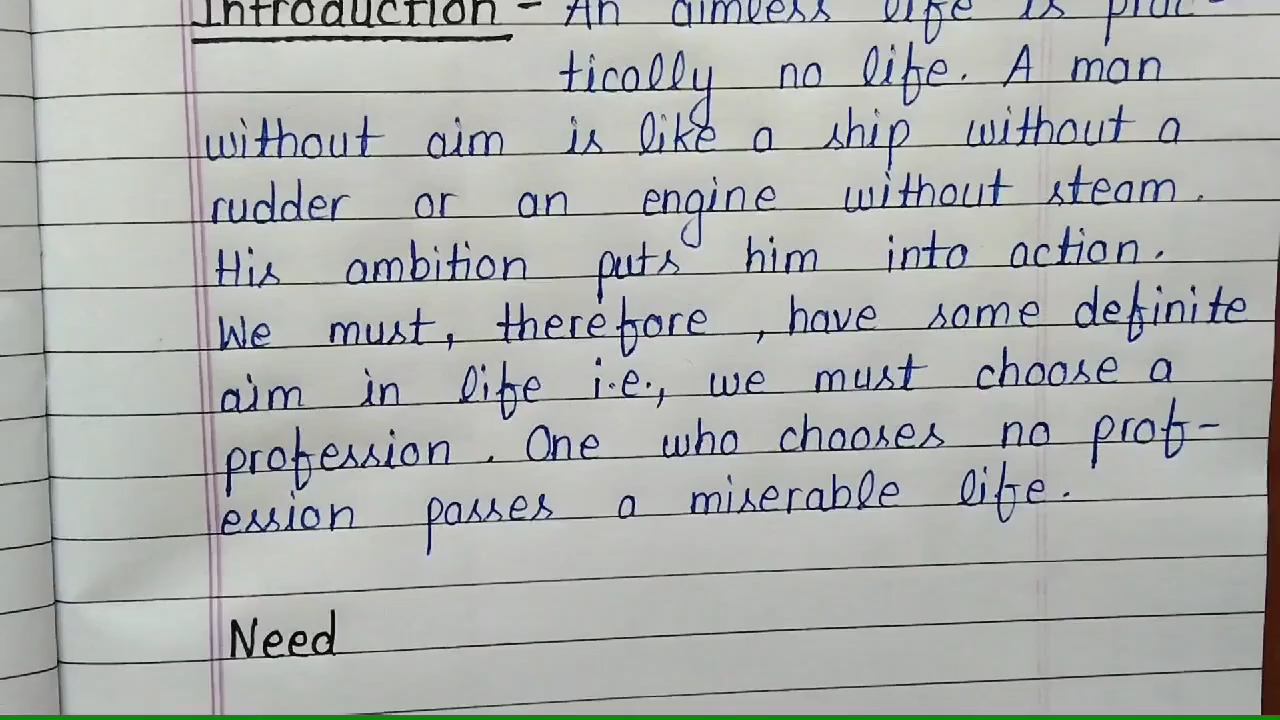 Introduction - An aimless life is prac-
tically no life. A man
without aim is like a ship without a
rudder or an engine without steam.
His ambition puts him into action.
We must, therefore, have some definite
aim in life i.e., we must choose a
profession. One who chooses no prof-
ession passes a miserable life.
Need